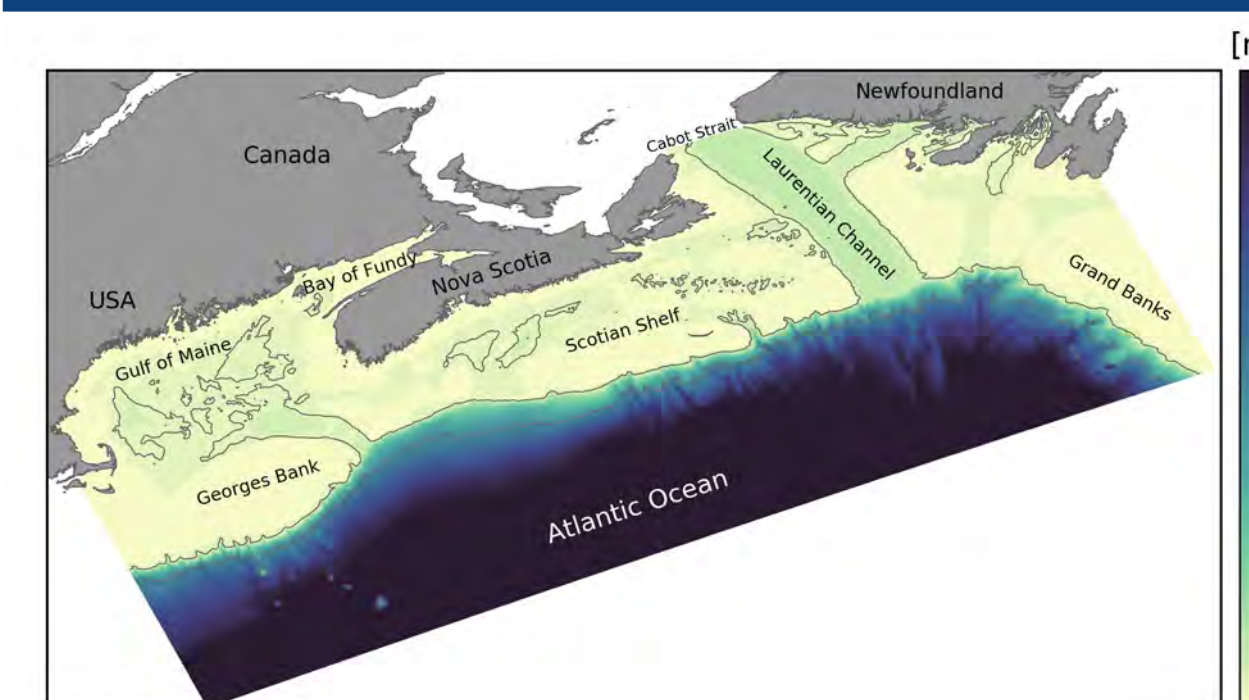 Newfoundland
Cabot Strait
Canada
Laurentian Channel
Bay of Fundy
Nova Scotia
Grand Banks
USA
Scotian Shelf
Gulf of Maine
Georges Bank
Atlantic Ocean